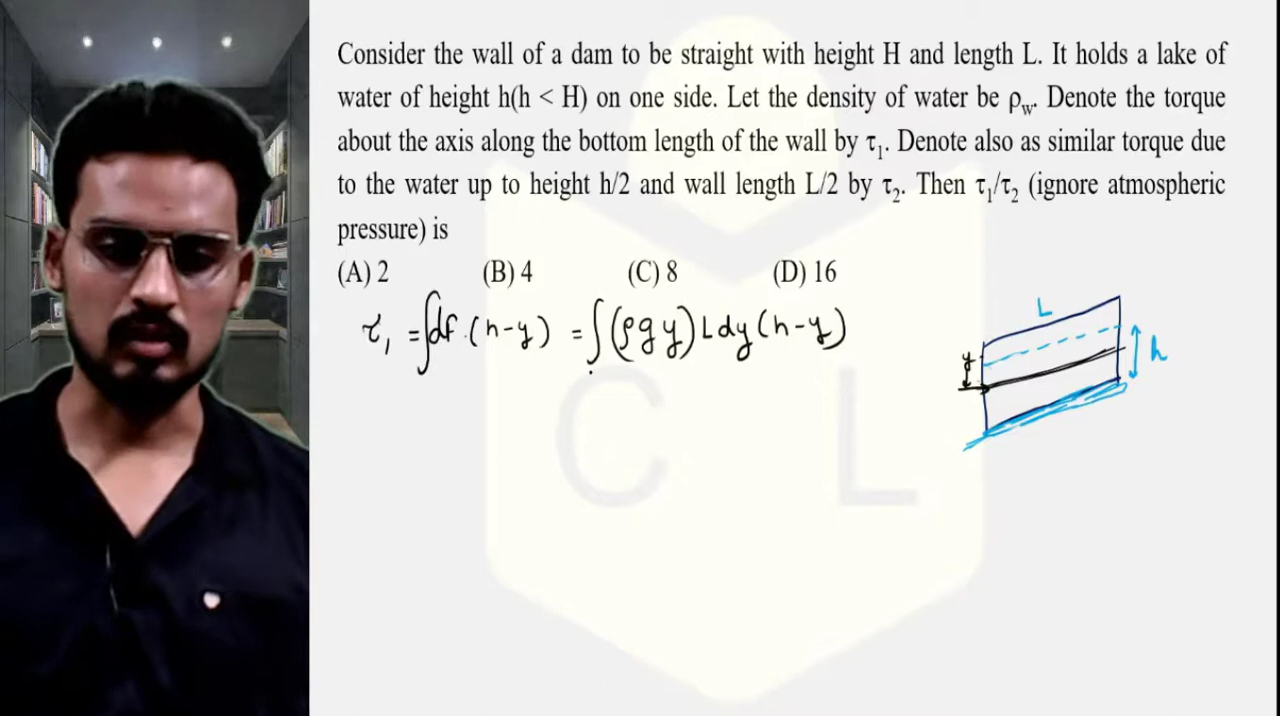 Consider the wall of a dam to be straight with height H and length L. It holds a lake of
water of height h(h < H) on one side. Let the density of water be ρw. Denote the torque
about the axis along the bottom length of the wall by τ1. Denote also as similar torque due
to the water up to height h/2 and wall length L/2 by τ2. Then τ1/τ2 (ignore atmospheric
pressure) is
(A) 2 (B) 4 (C) 8 (D) 16
τ1 = ∫df.(h-y) = ∫(ρgy)Ldy(h-y)
L
y
h
C L